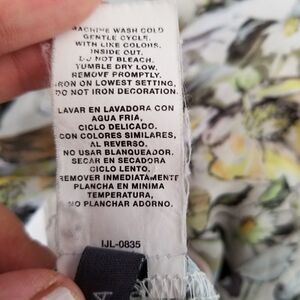 MACHINE WASH COLD
GENTLE CYCLE.
WITH LIKE COLORS,
INSIDE OUT.
DO NOT BLEACH.
TUMBLE DRY LOW.
REMOVE PROMPTLY.
IRON ON LOWEST SETTING,
DO NOT IRON DECORATION.
LAVAR EN LAVADORA CON
AGUA FRIA,
CICLO DELICADO.
CON COLORES SIMILARES,
AL REVERSO.
NO USAR BLANQUEADOR.
SECAR EN SECADORA
CICLO LENTO.
REMOVER INMEDIATAMENTE
PLANCHA EN MINIMA
TEMPERATURA,
NO PLANCHAR ADORNO.
IJL-0835